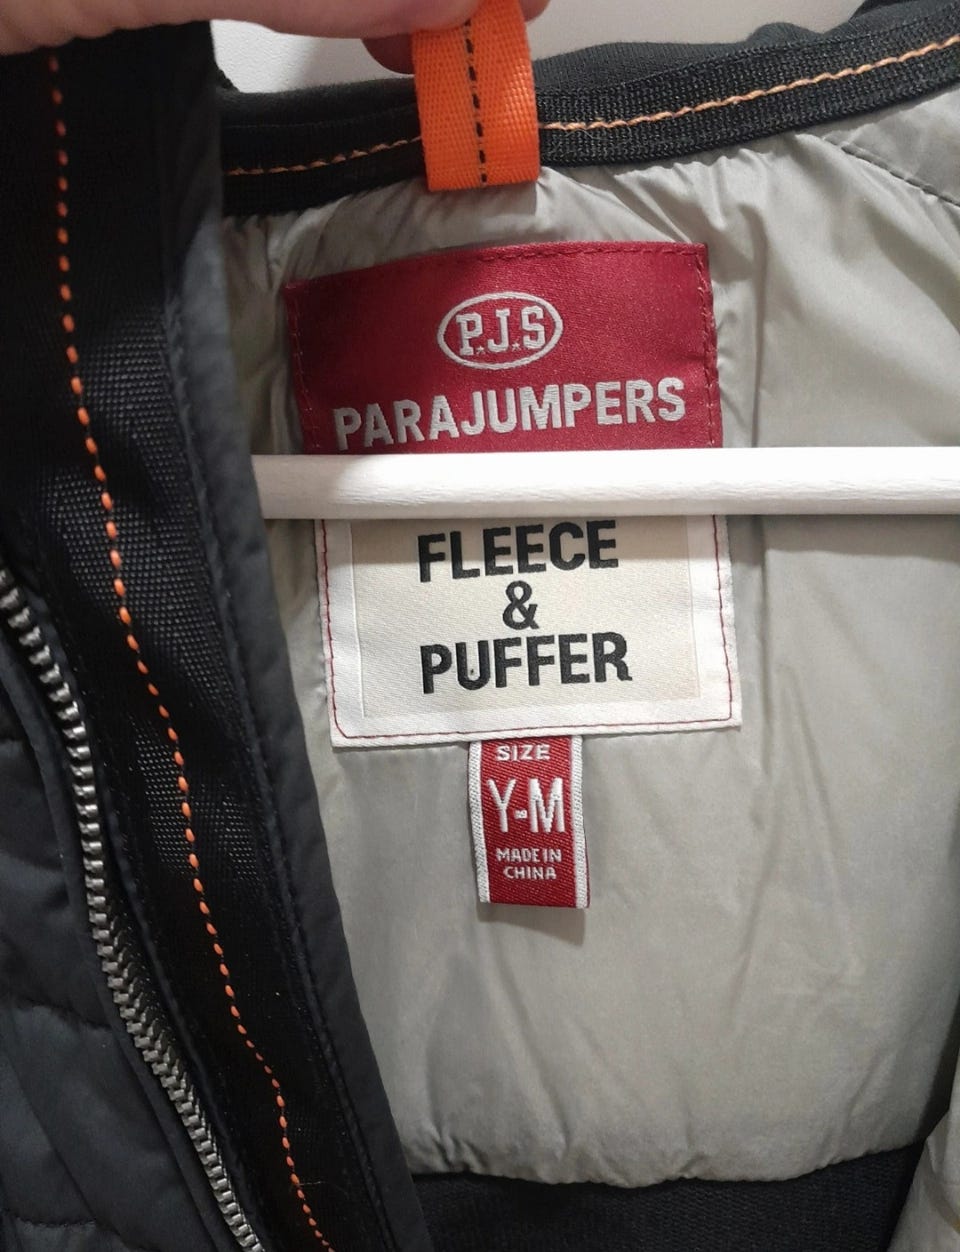 P.J.S
PARAJUMPERS
FLEECE
&
PUFFER
SIZE
Y-M
MADE IN
CHINA